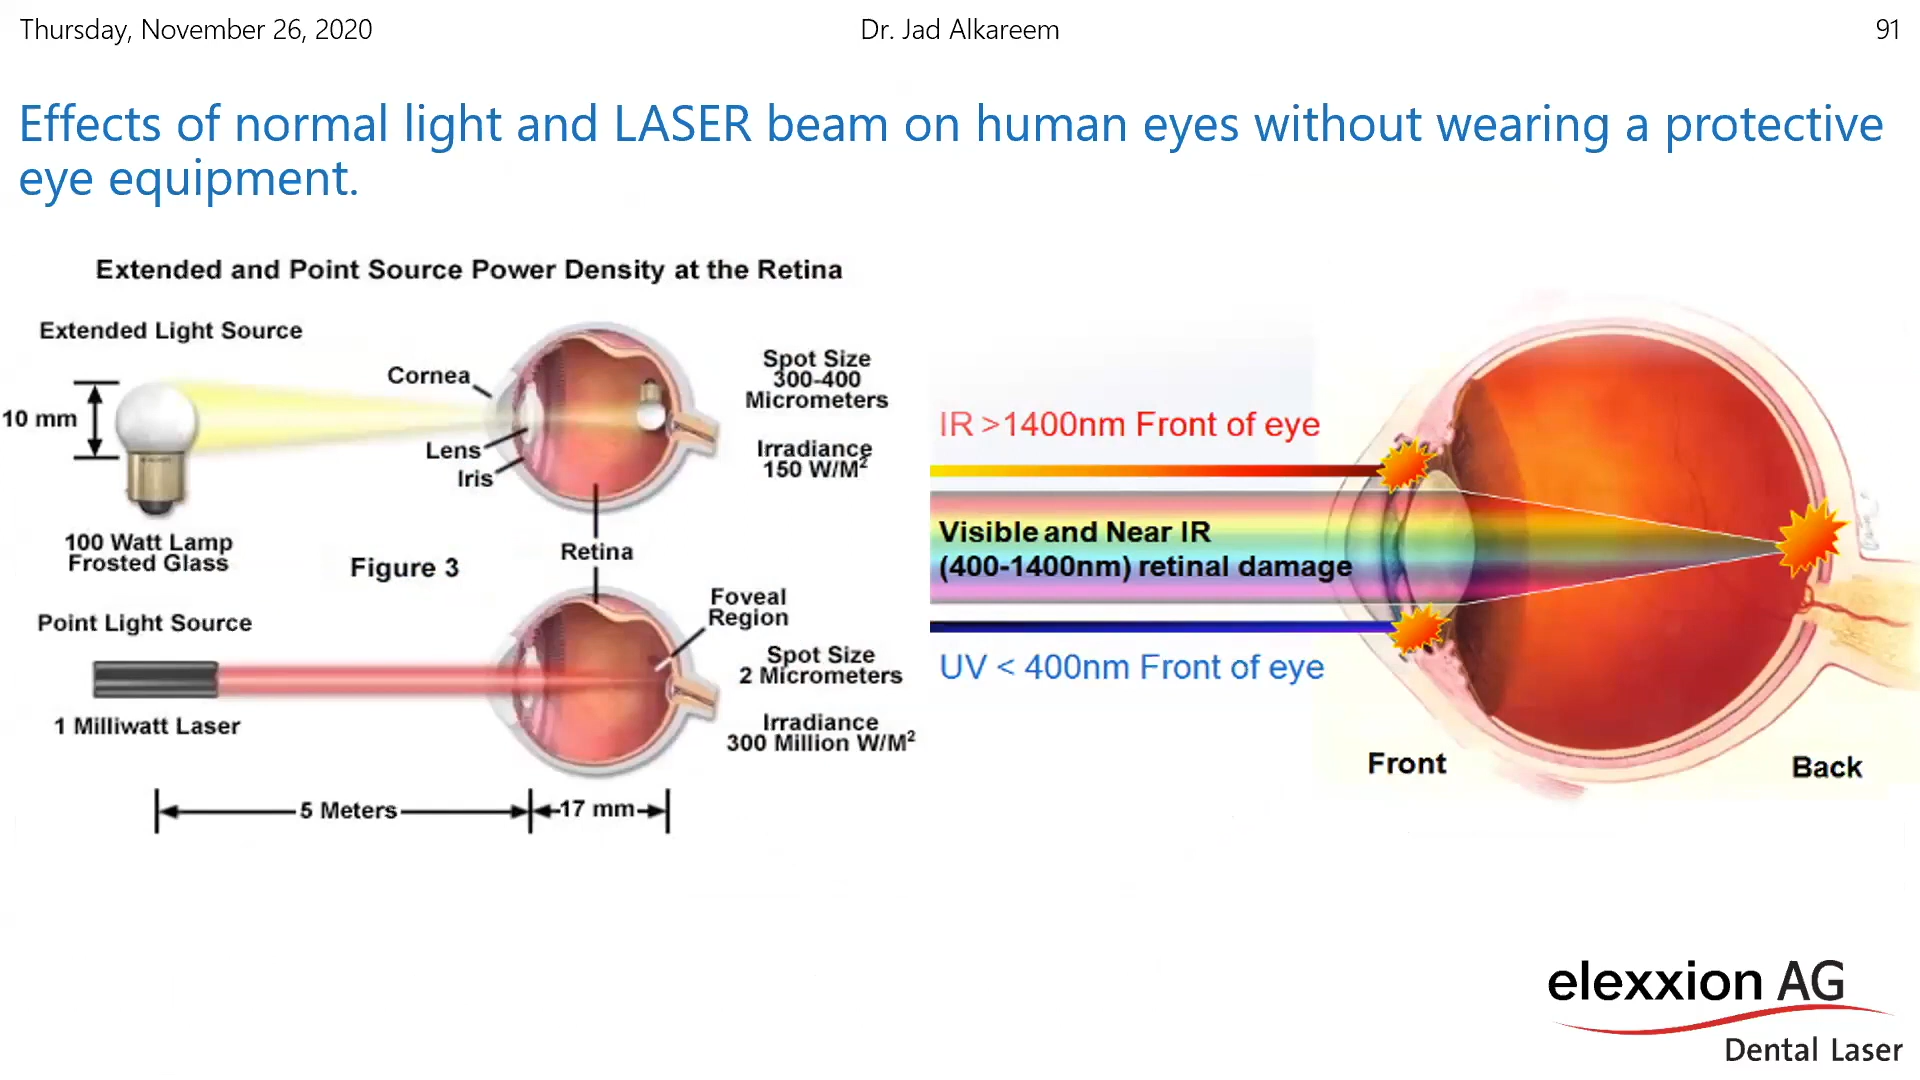 Thursday, November 26, 2020
Dr. Jad Alkareem
91
Effects of normal light and LASER beam on human eyes without wearing a protective
eye equipment.
Extended and Point Source Power Density at the Retina
Extended Light Source
10 mm
100 Watt Lamp
Frosted Glass
Cornea
Lens
Iris
Spot Size
300-400
Micrometers
Irradiance
150 W/M²
Retina
Figure 3
Point Light Source
1 Milliwatt Laser
Foveal
Region
Spot Size
2 Micrometers
Irradiance
300 Million W/M²
5 Meters
17 mm
IR >1400nm Front of eye
Visible and Near IR
(400-1400nm) retinal damage
UV < 400nm Front of eye
Front
Back
elexxion AG
Dental Laser